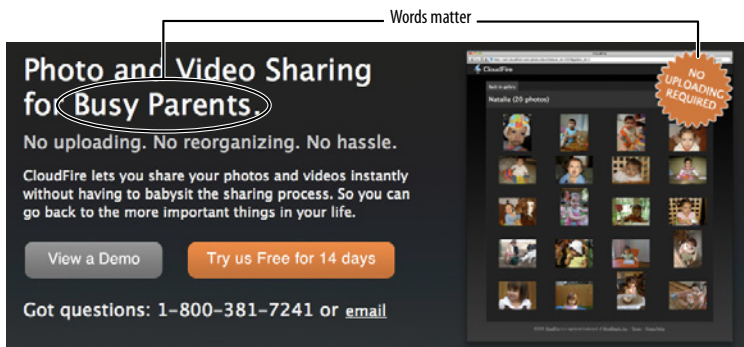 Words matter
Photo and Video Sharing
for Busy Parents.
No uploading. No reorganizing. No hassle.
CloudFire lets you share your photos and videos instantly
without having to babysit the sharing process. So you can
go back to the more important things in your life.
View a Demo
Try us Free for 14 days
Got questions: 1-800-381-7241 or email
CloudFire
NO
UPLOADING
REQUIRED
Back to gallery
Natalia (20 photos)